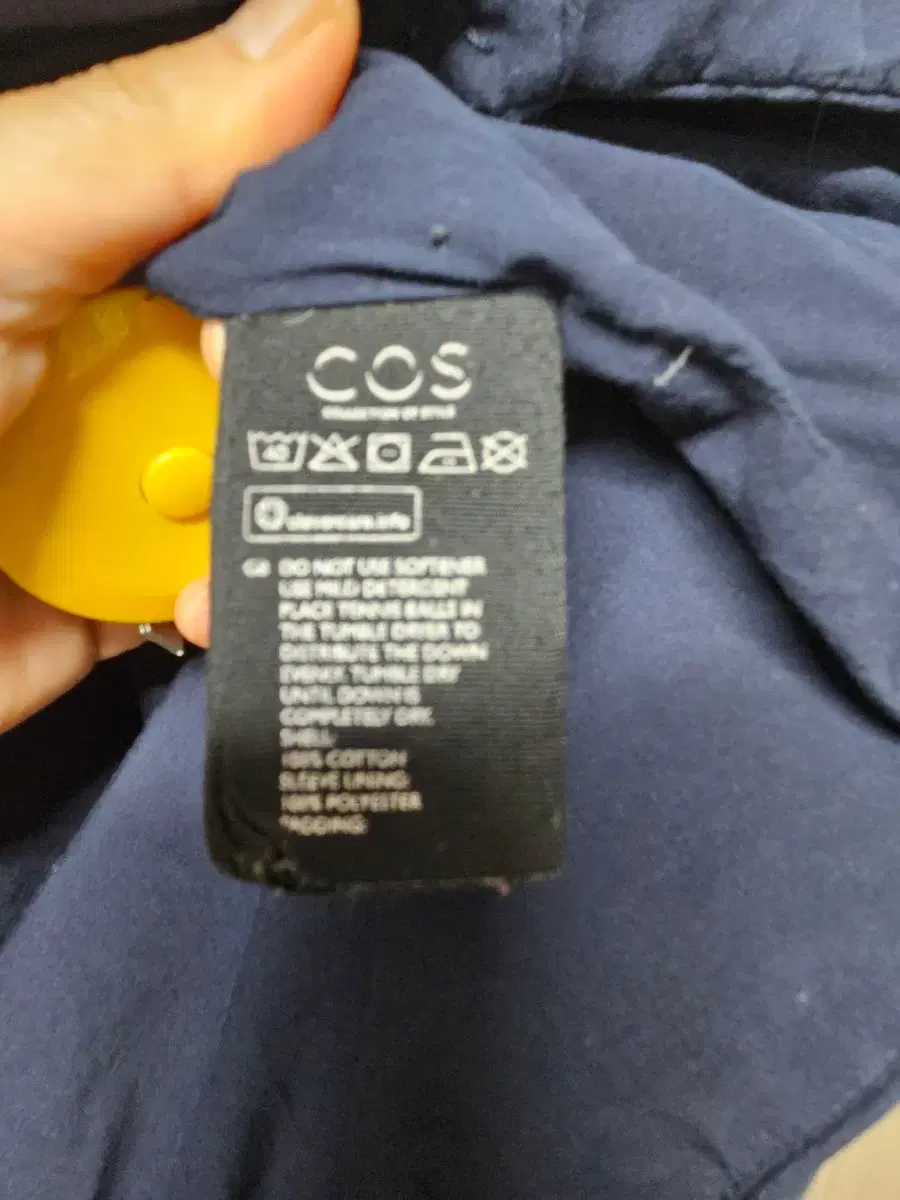 COS
COLLECTION OF STYLE
40
clevercare.info
GB DO NOT USE SOFTENER
USE MILD DETERGENT
PLACE TENNIS BALLS IN
THE TUMBLE DRYER TO
DISTRIBUTE THE DOWN
EVENLY. TUMBLE DRY
UNTIL DOWN IS
COMPLETELY DRY.
SHELL:
100% COTTON
SLEEVE LINING:
100% POLYESTER
PADDING: